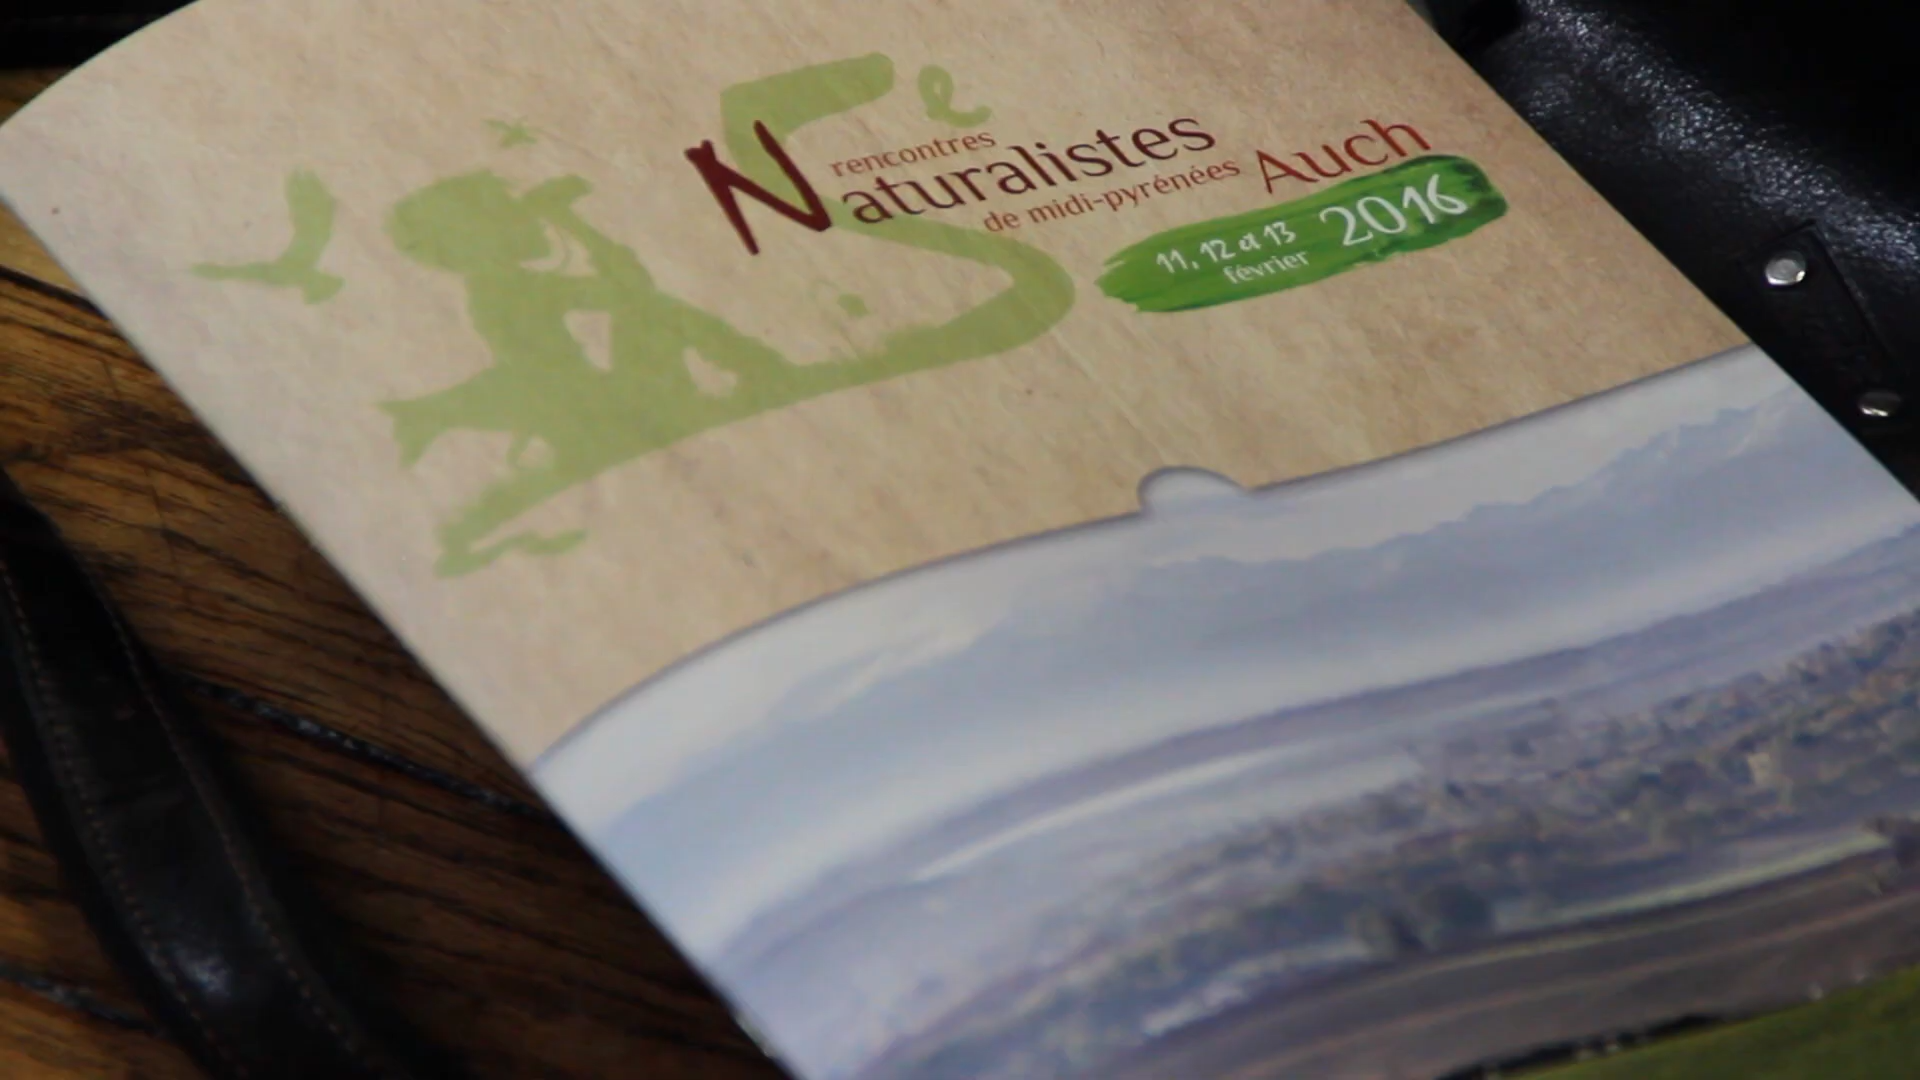 5e
rencontres
Naturalistes
de midi-pyrénées
Auch
11, 12 et 13
février
2016